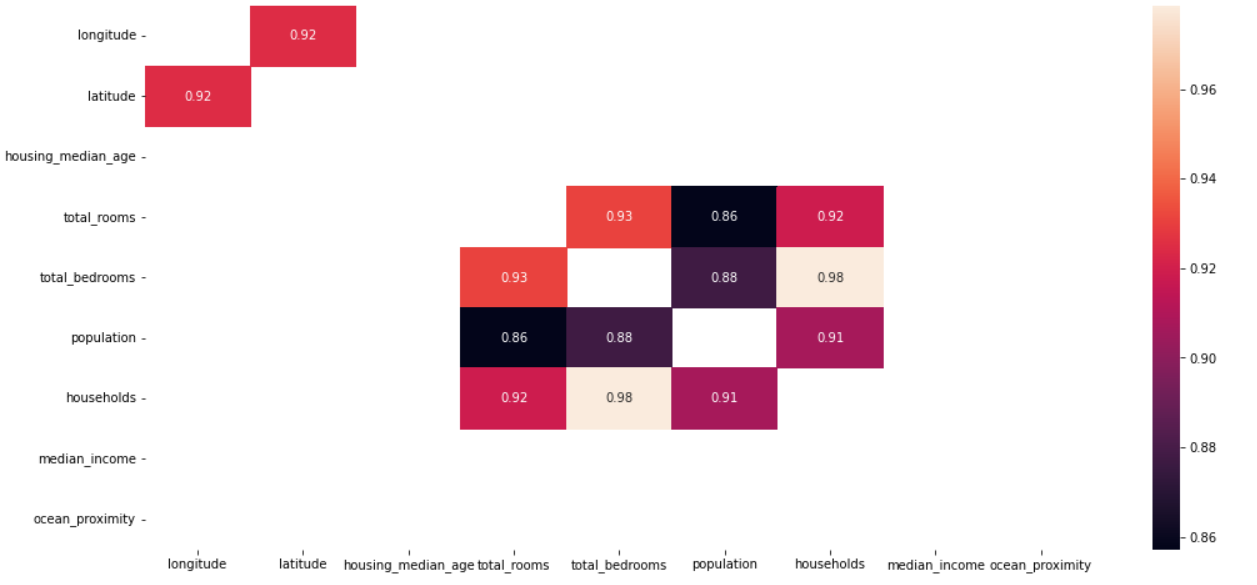 longitude
0.92
latitude
0.92
0.96
housing_median_age
0.94
total_rooms
0.93 0.86 0.92
total_bedrooms
0.93 0.88 0.98
0.92
population
0.86 0.88 0.91
0.90
households
0.92 0.98 0.91
median_income
0.88
ocean_proximity
0.86
longitude latitude housing_median_age total_rooms total_bedrooms population households median_income ocean_proximity